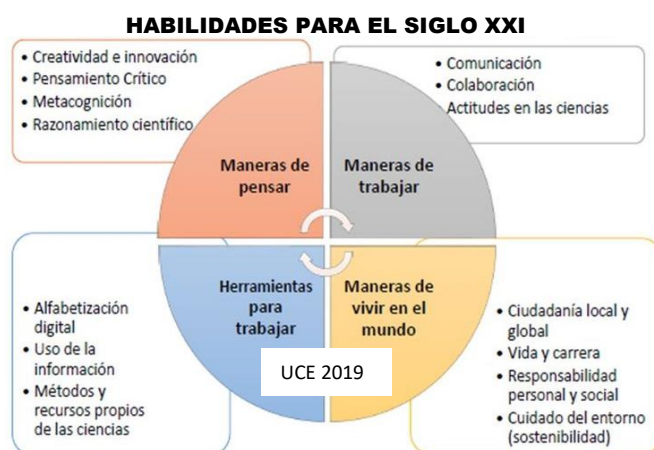 HABILIDADES PARA EL SIGLO XXI
• Creatividad e innovación
• Pensamiento Crítico
• Metacognición
• Razonamiento científico
• Comunicación
• Colaboración
• Actitudes en las ciencias
Maneras de
pensar
Maneras de
trabajar
Herramientas
para
trabajar
Maneras de
vivir en el
mundo
• Alfabetización
digital
• Uso de la
información
• Métodos y
recursos propios
de las ciencias
• Ciudadanía local y
global
• Vida y carrera
• Responsabilidad
personal y social
• Cuidado del entorno
(sostenibilidad)
UCE 2019